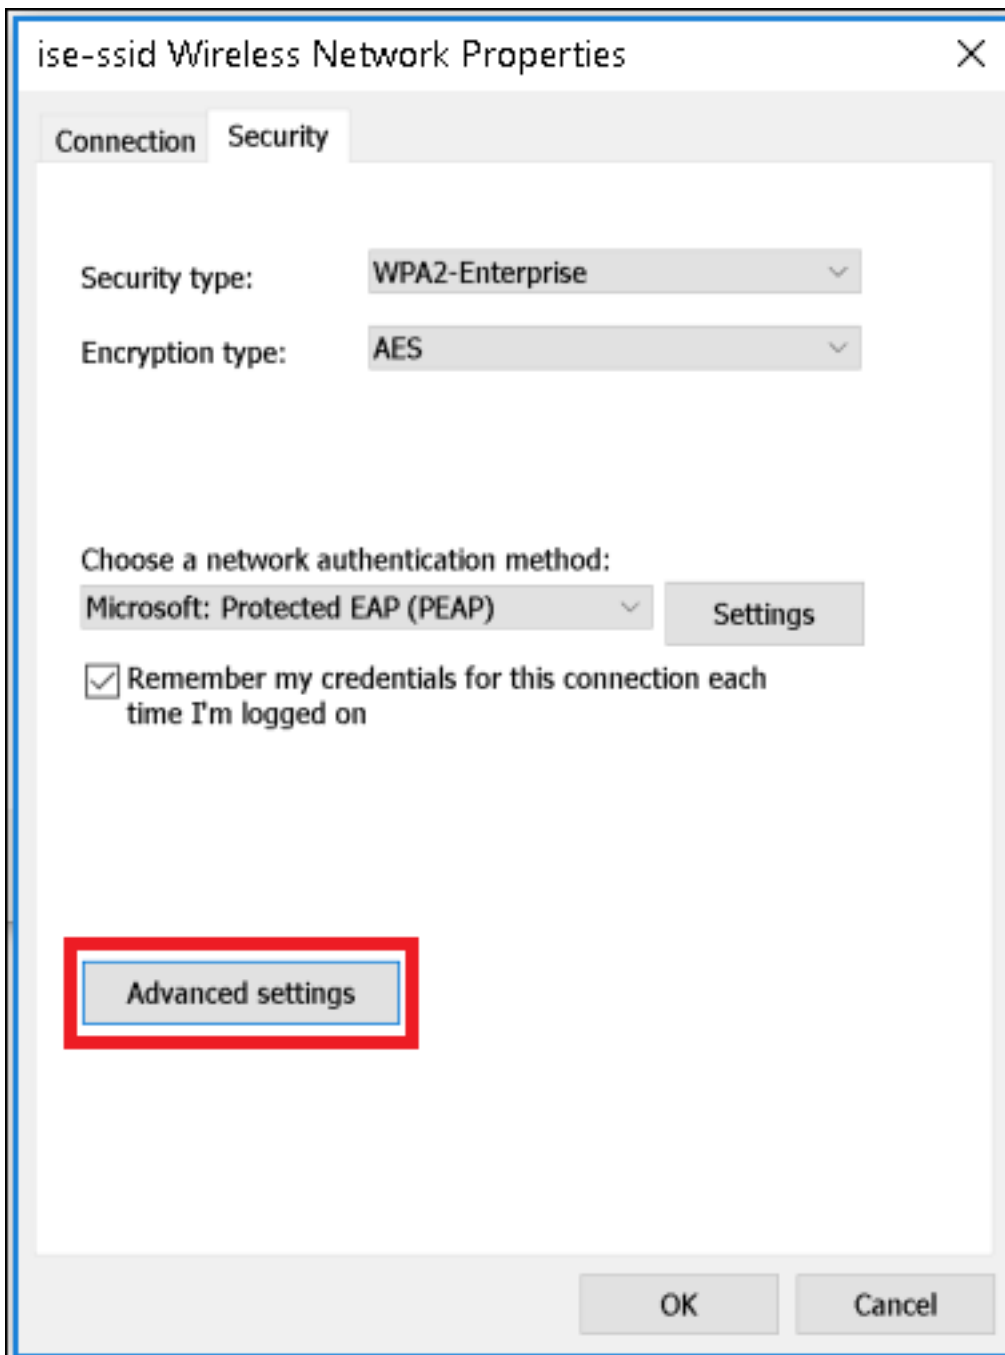 ise-ssid Wireless Network Properties
Connection
Security
Security type:
WPA2-Enterprise
Encryption type:
AES
Choose a network authentication method:
Microsoft: Protected EAP (PEAP)
Settings
Remember my credentials for this connection each
time I'm logged on
Advanced settings
OK
Cancel